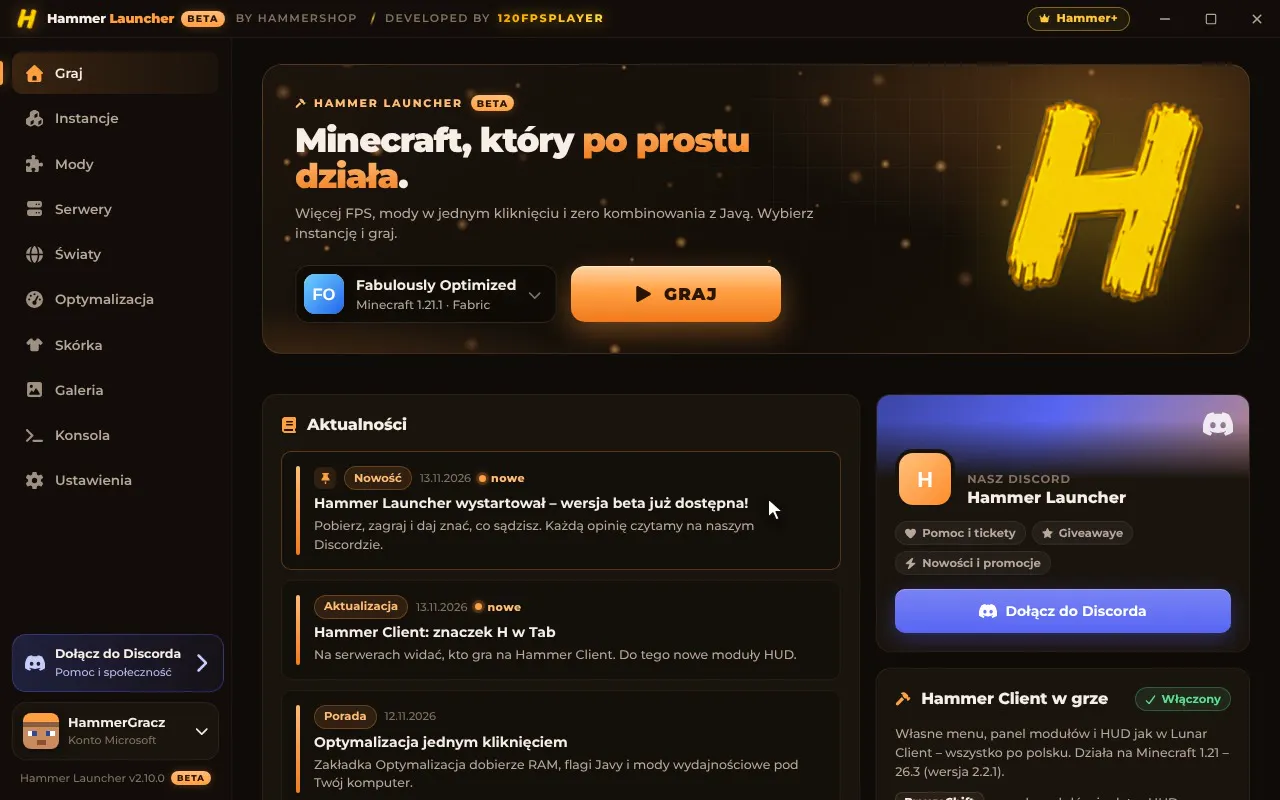 Hammer Launcher BETA BY HAMMERSHOP / DEVELOPED BY 120FPSPLAYER
Hammer+
Graj
Instancje
Mody
Serwery
Światy
Optymalizacja
Skórka
Galeria
Konsola
Ustawienia
Dołącz do Discorda
Pomoc i społeczność
HammerGracz
Konto Microsoft
Hammer Launcher v2.10.0 BETA
HAMMER LAUNCHER BETA
Minecraft, który po prostu
działa.
Więcej FPS, mody w jednym kliknięciu i zero kombinowania z Javą. Wybierz
instancję i graj.
FO
Fabulously Optimized
Minecraft 1.21.1 · Fabric
GRAJ
H
Aktualności
Nowość 13.11.2026 nowe
Hammer Launcher wystartował – wersja beta już dostępna!
Pobierz, zagraj i daj znać, co sądzisz. Każdą opinię czytamy na naszym
Discordzie.
Aktualizacja 13.11.2026 nowe
Hammer Client: znaczek H w Tab
Na serwerach widać, kto gra na Hammer Client. Do tego nowe moduły HUD.
Porada 12.11.2026
Optymalizacja jednym kliknięciem
Zakładka Optymalizacja dobierze RAM, flagi Javy i mody wydajnościowe pod
Twój komputer.
H
NASZ DISCORD
Hammer Launcher
Pomoc i tickety
Giveawaye
Nowości i promocje
Dołącz do Discorda
Hammer Client w grze
Włączony
Własne menu, panel modułów i HUD jak w Lunar
Client – wszystko po polsku. Działa na Minecraft 1.21 –
26.3 (wersja 2.2.1).